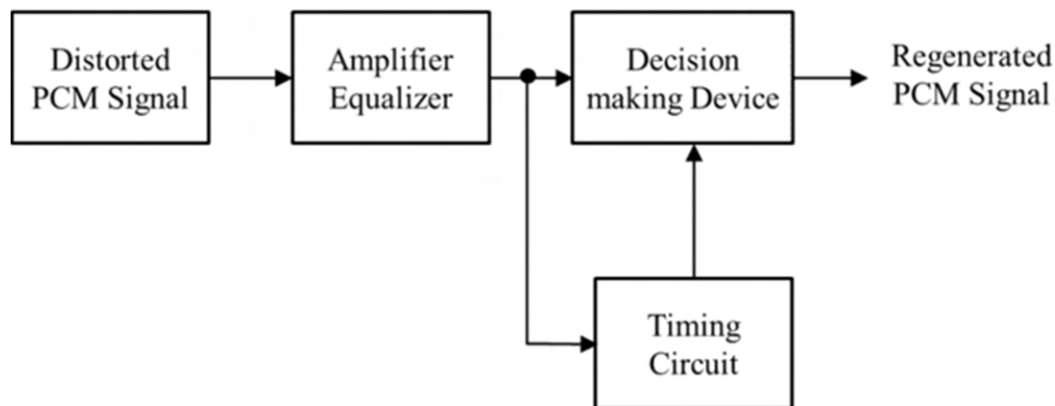 Distorted
PCM Signal
Amplifier
Equalizer
Decision
making Device
Regenerated
PCM Signal
Timing
Circuit